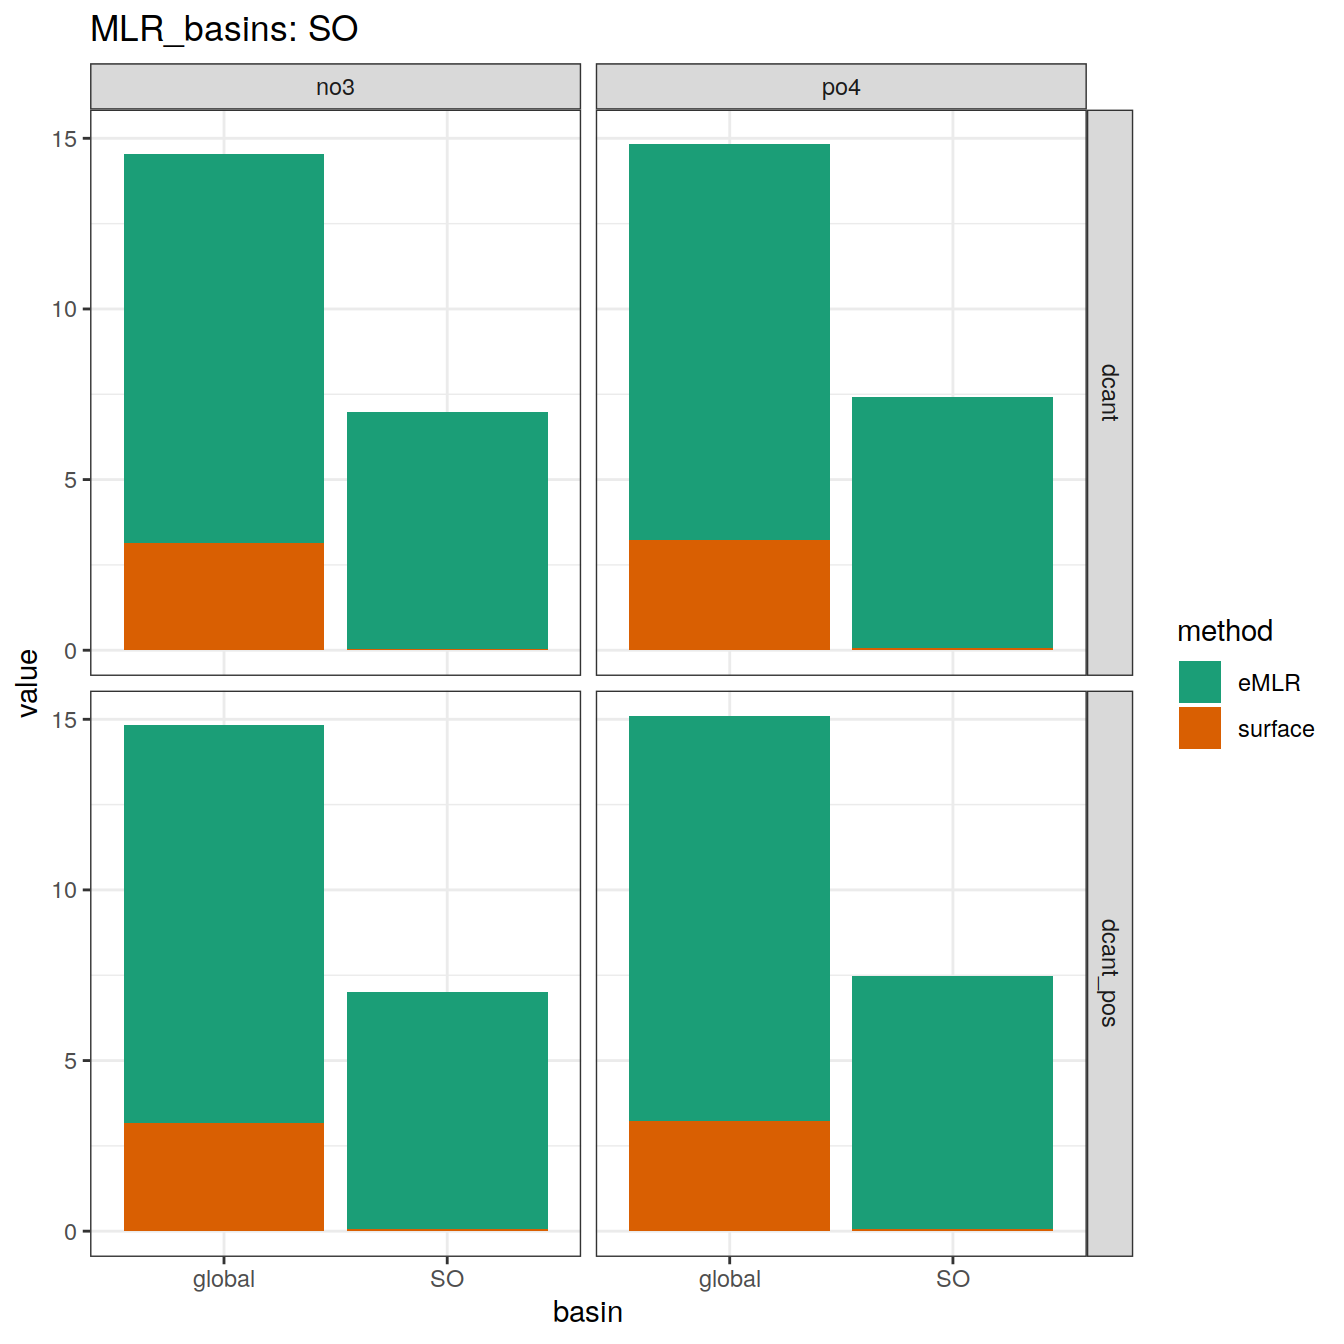 MLR_basins: SO
no3
po4
15
10
5
0
dcant
15
10
5
0
dcant_pos
value
global
SO
global
SO
basin
method
eMLR
surface